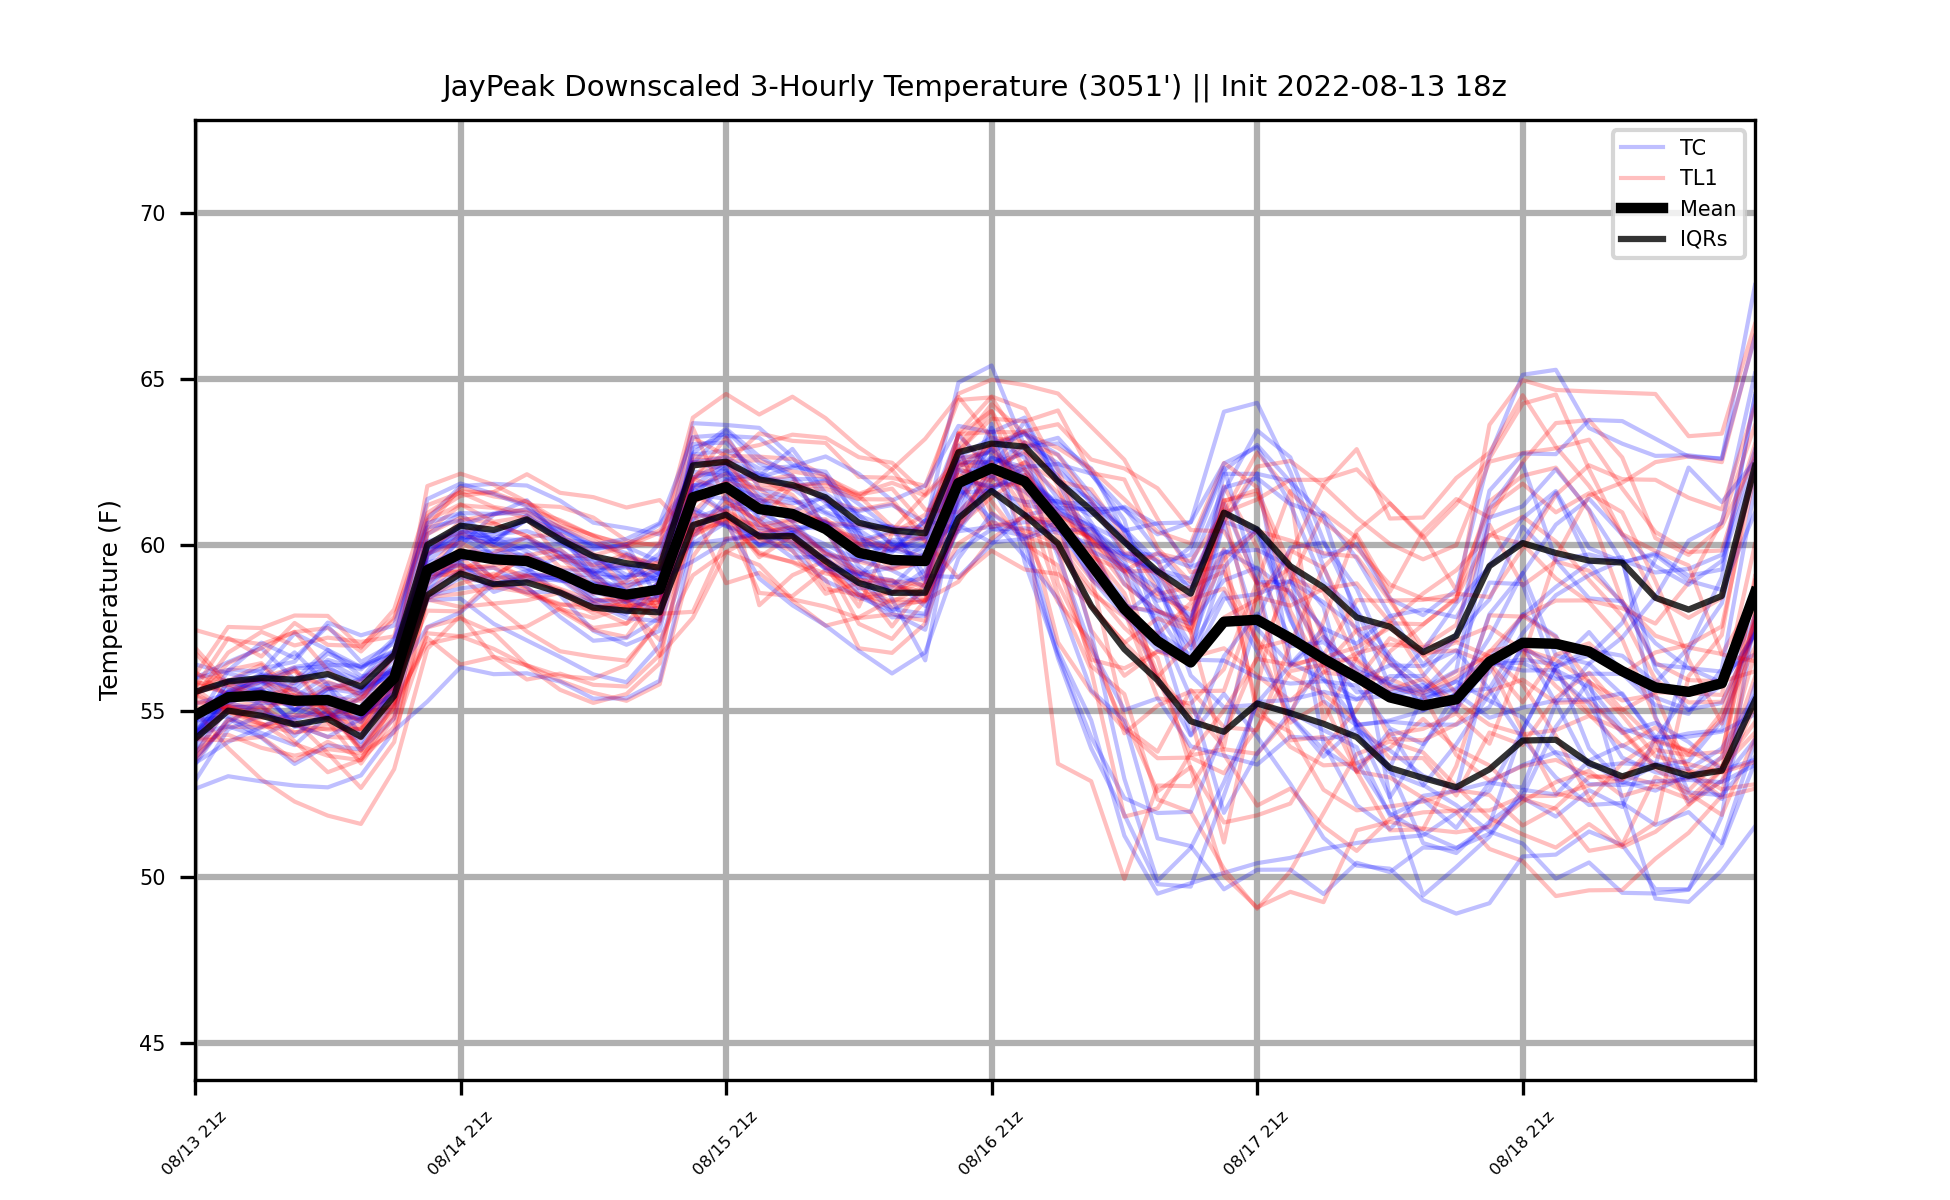 JayPeak Downscaled 3-Hourly Temperature (3051') || Init 2022-08-13 18z
TC
TL1
Mean
IQRs
Temperature (F)
70
65
60
55
50
45
08/13 21z
08/14 21z
08/15 21z
08/16 21z
08/17 21z
08/18 21z